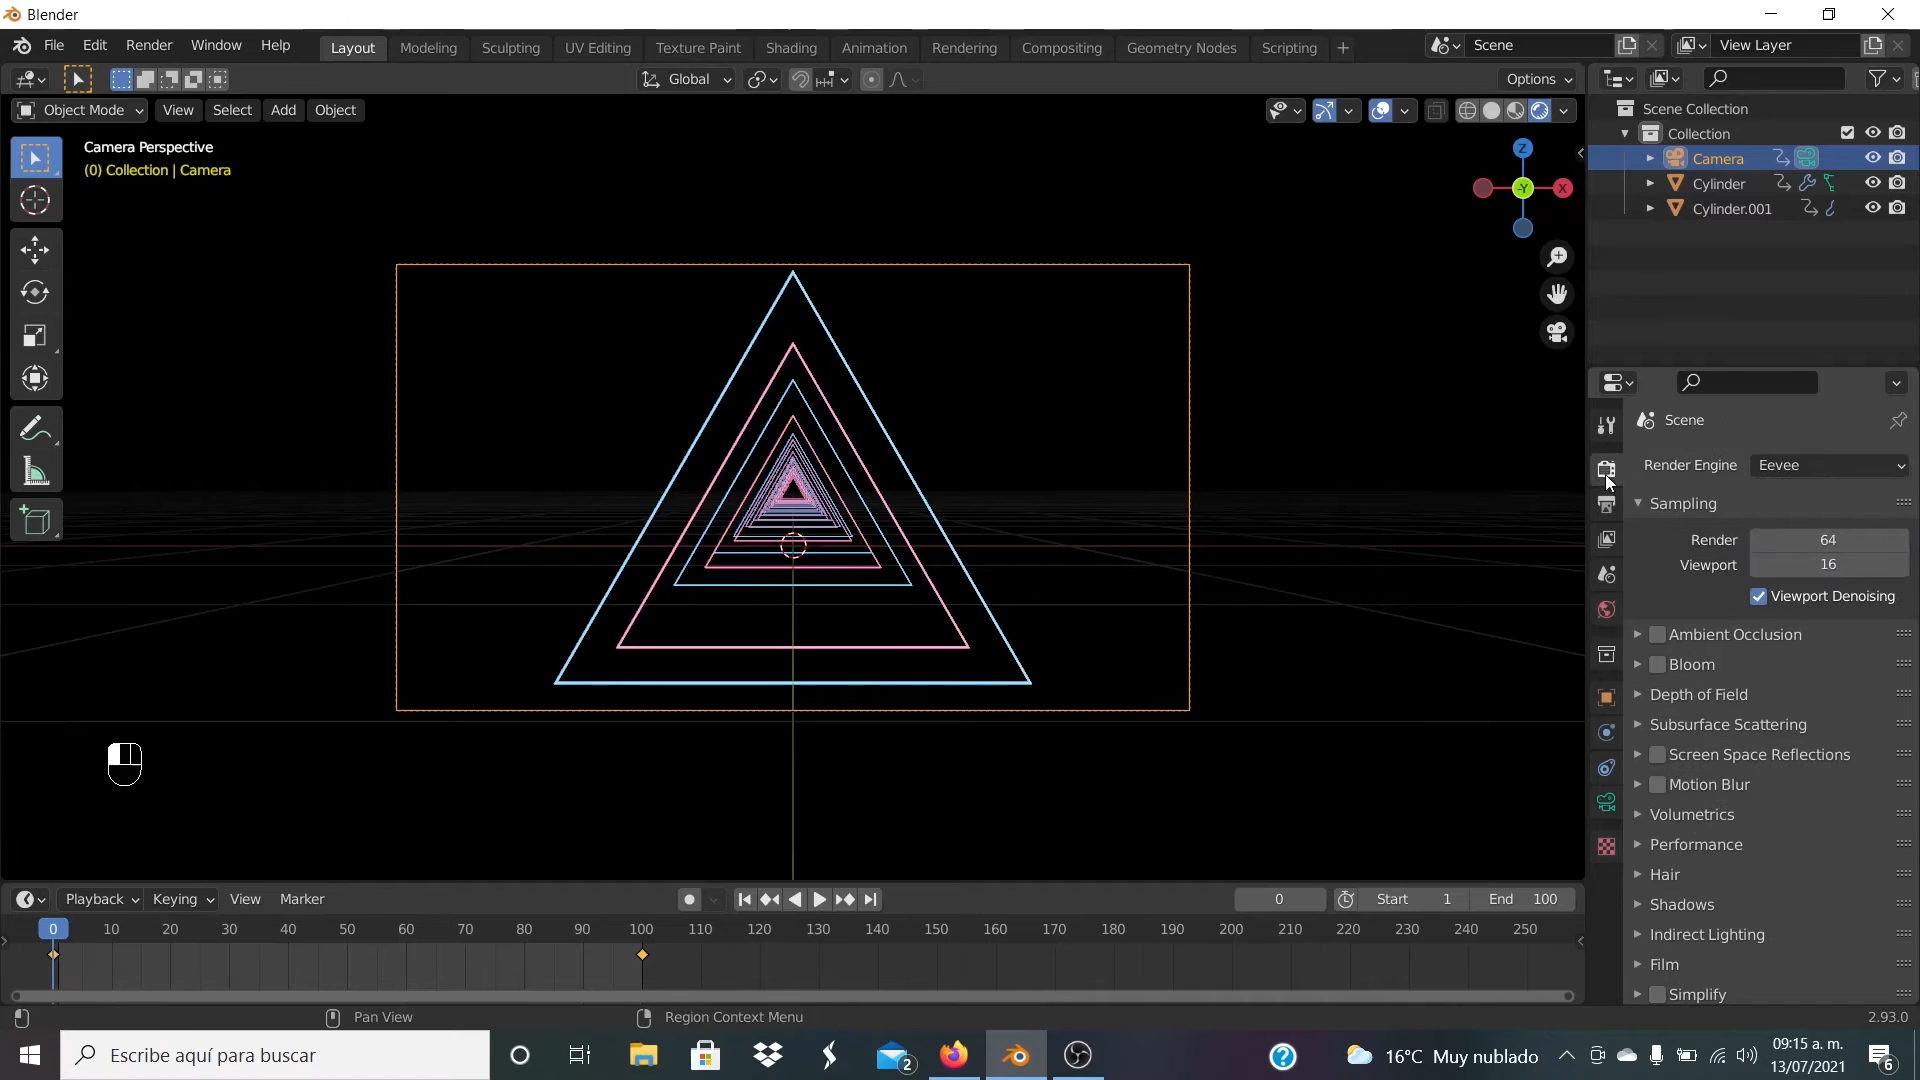 Blender
File Edit Render Window Help Layout Modeling Sculpting UV Editing Texture Paint Shading Animation Rendering Compositing Geometry Nodes Scripting + Scene View Layer
Global Options
Object Mode View Select Add Object
Camera Perspective
(0) Collection | Camera
Z
-Y X
Scene Collection
Collection
Camera
Cylinder
Cylinder.001
Scene
Render Engine Eevee
Sampling
Render 64
Viewport 16
Viewport Denoising
Ambient Occlusion
Bloom
Depth of Field
Subsurface Scattering
Screen Space Reflections
Motion Blur
Volumetrics
Performance
Hair
Shadows
Indirect Lighting
Film
Simplify
Playback Keying View Marker 0 Start 1 End 100
0 10 20 30 40 50 60 70 80 90 100 110 120 130 140 150 160 170 180 190 200 210 220 230 240 250
Pan View Region Context Menu 2.93.0
Escribe aquí para buscar 2 16°C Muy nublado 09:15 a. m.
13/07/2021 6